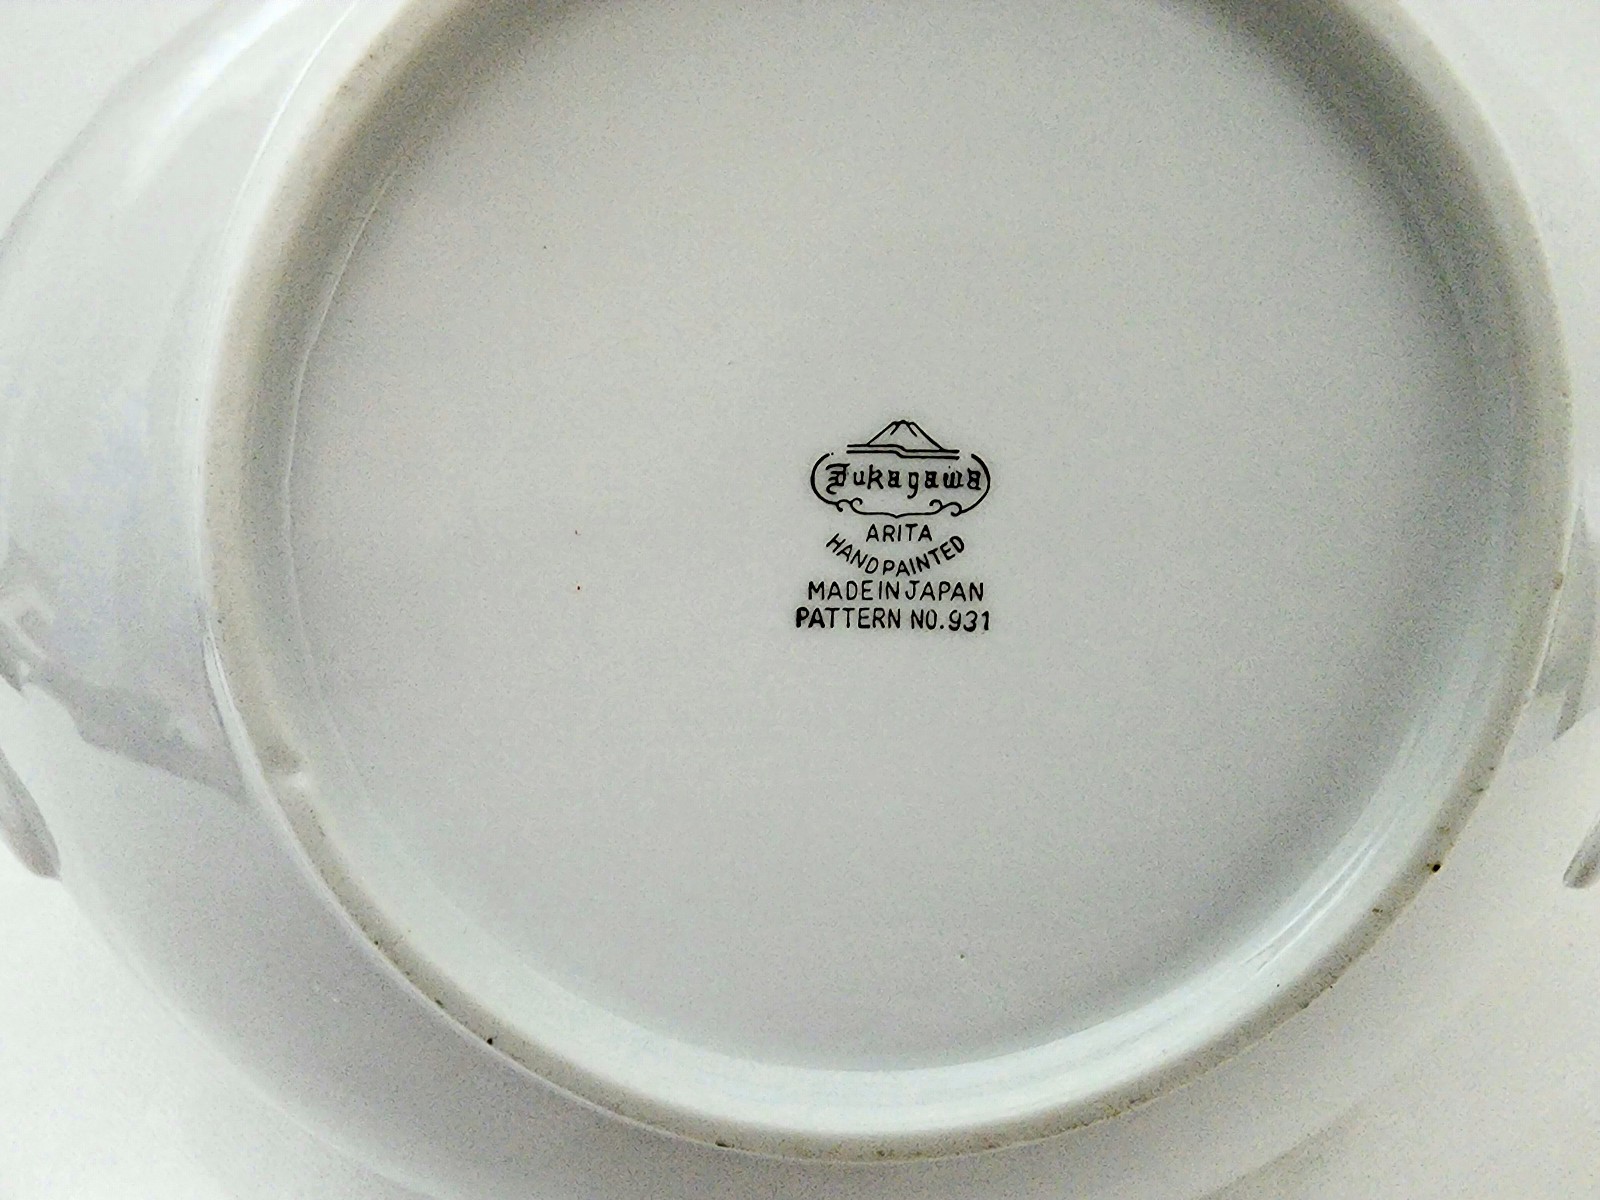 Fukagawa
ARITA
HAND PAINTED
MADE IN JAPAN
PATTERN NO.931